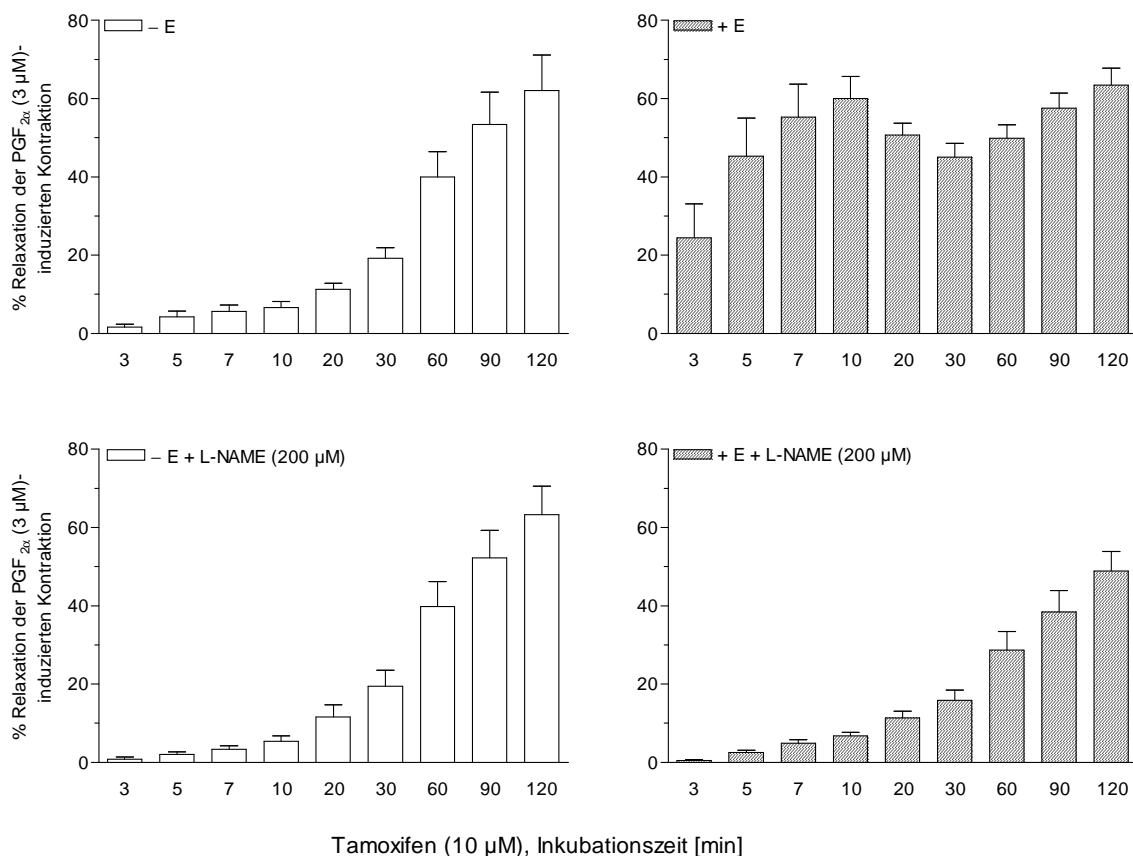 % Relaxation der PGF2α (3 µM)-
induzierten Kontraktion
80
60
40
20
0
– E
3 5 7 10 20 30 60 90 120
80
60
40
20
0
+ E
3 5 7 10 20 30 60 90 120
% Relaxation der PGF2α (3 µM)-
induzierten Kontraktion
80
60
40
20
0
– E + L-NAME (200 µM)
3 5 7 10 20 30 60 90 120
80
60
40
20
0
+ E + L-NAME (200 µM)
3 5 7 10 20 30 60 90 120
Tamoxifen (10 µM), Inkubationszeit [min]